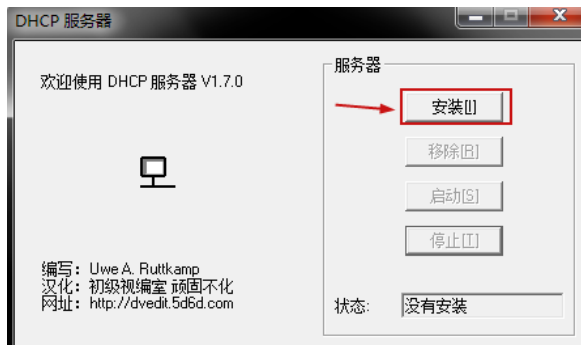 DHCP 服务器
欢迎使用 DHCP 服务器 V1.7.0
编写：Uwe A. Ruttkamp
汉化：初级视编室 顽固不化
网址：http://dvedit.5d6d.com
服务器
安装[I]
移除[R]
启动[S]
停止[T]
状态：没有安装